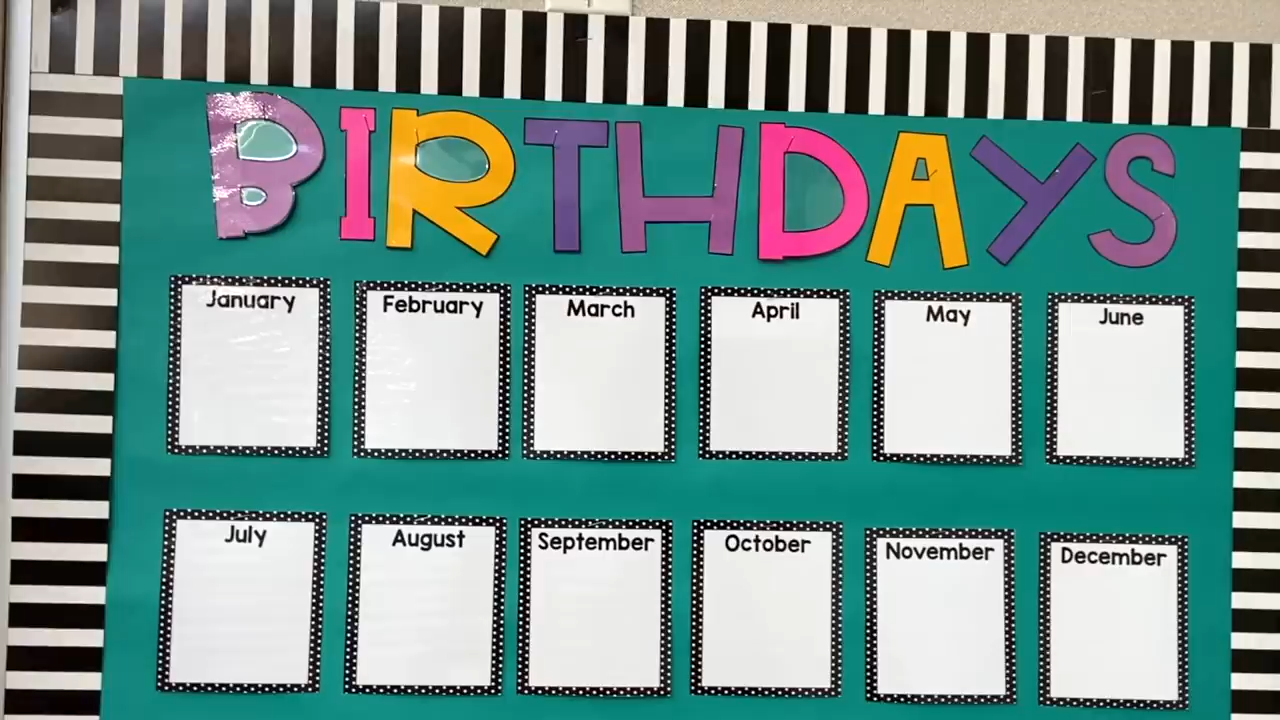 BIRTHDAYS
January February March April May June
July August September October November December